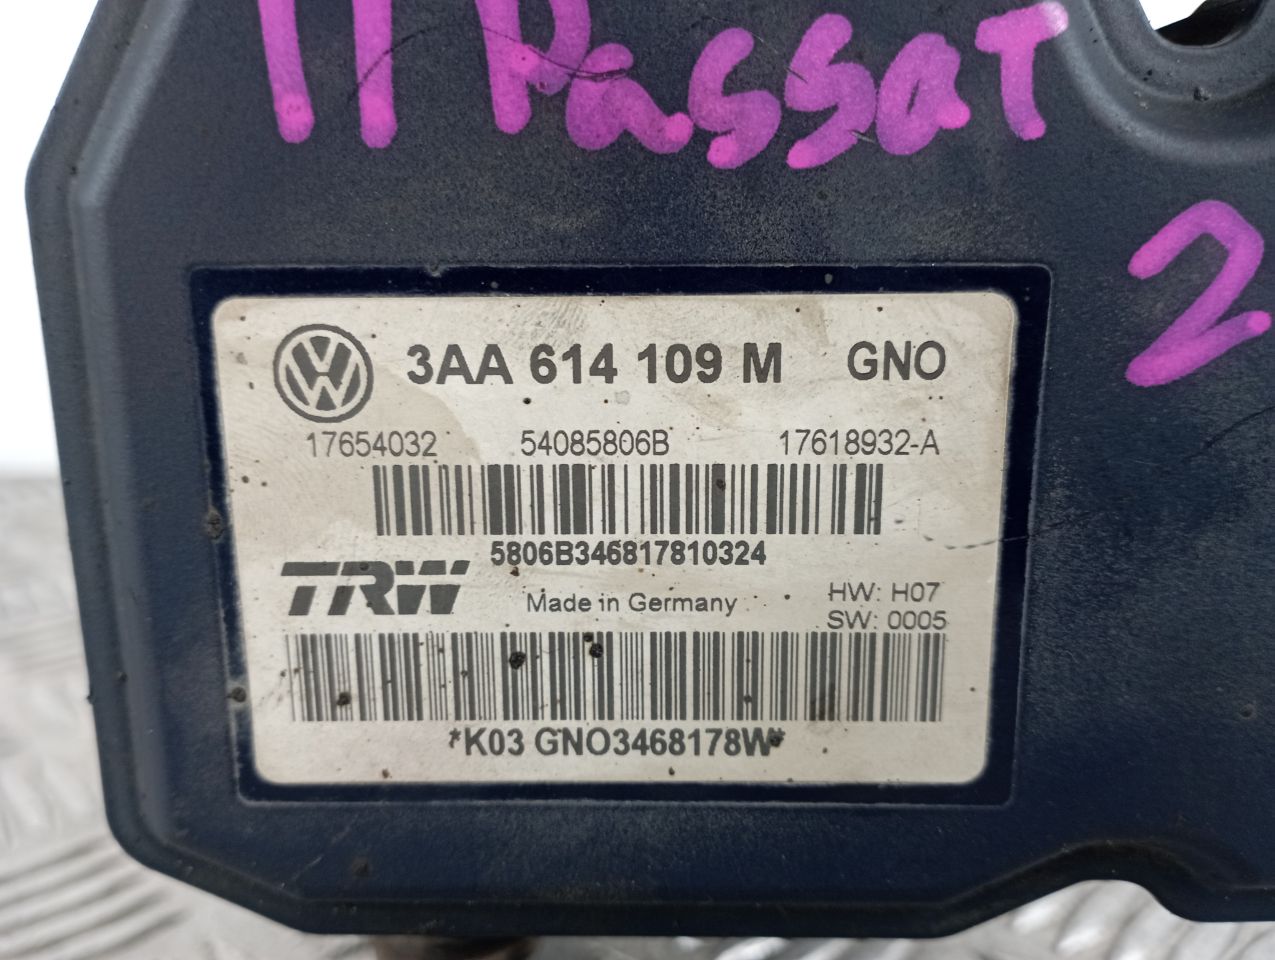 11 Passat
2
3AA 614 109 M GNO
17654032 54085806B 17618932-A
5806B346817810324
TRW Made in Germany HW: H07
SW: 0005
*K03 GNO3468178W*